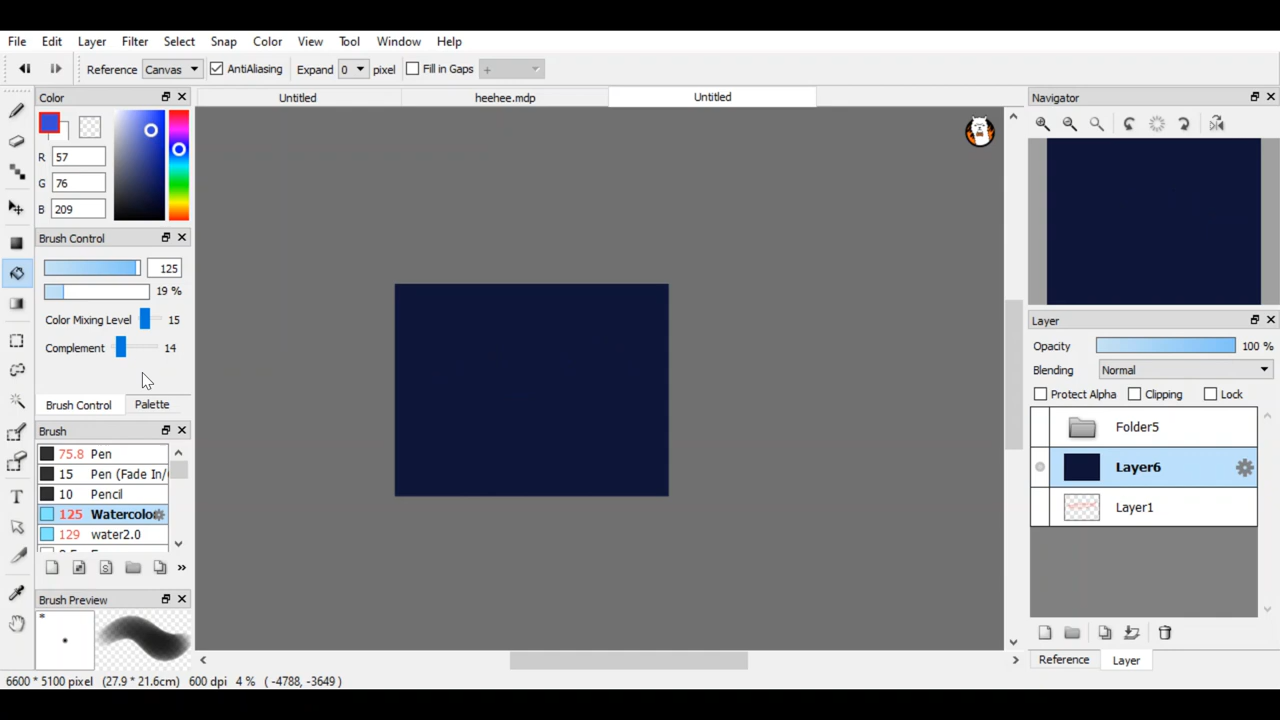 File Edit Layer Filter Select Snap Color View Tool Window Help
Reference Canvas AntiAliasing Expand 0 pixel Fill in Gaps +
Color
Untitled heehee.mdp Untitled
Navigator
R 57
G 76
B 209
Brush Control
125
19 %
Color Mixing Level 15
Complement 14
Brush Control Palette
Brush
75.8 Pen
15 Pen (Fade In/
10 Pencil
125 Watercolo
129 water2.0
Brush Preview
*
Layer
Opacity 100 %
Blending Normal
Protect Alpha Clipping Lock
Folder5
Layer6
Layer1
Reference Layer
6600 * 5100 pixel (27.9 * 21.6cm) 600 dpi 4 % ( -4788, -3649 )